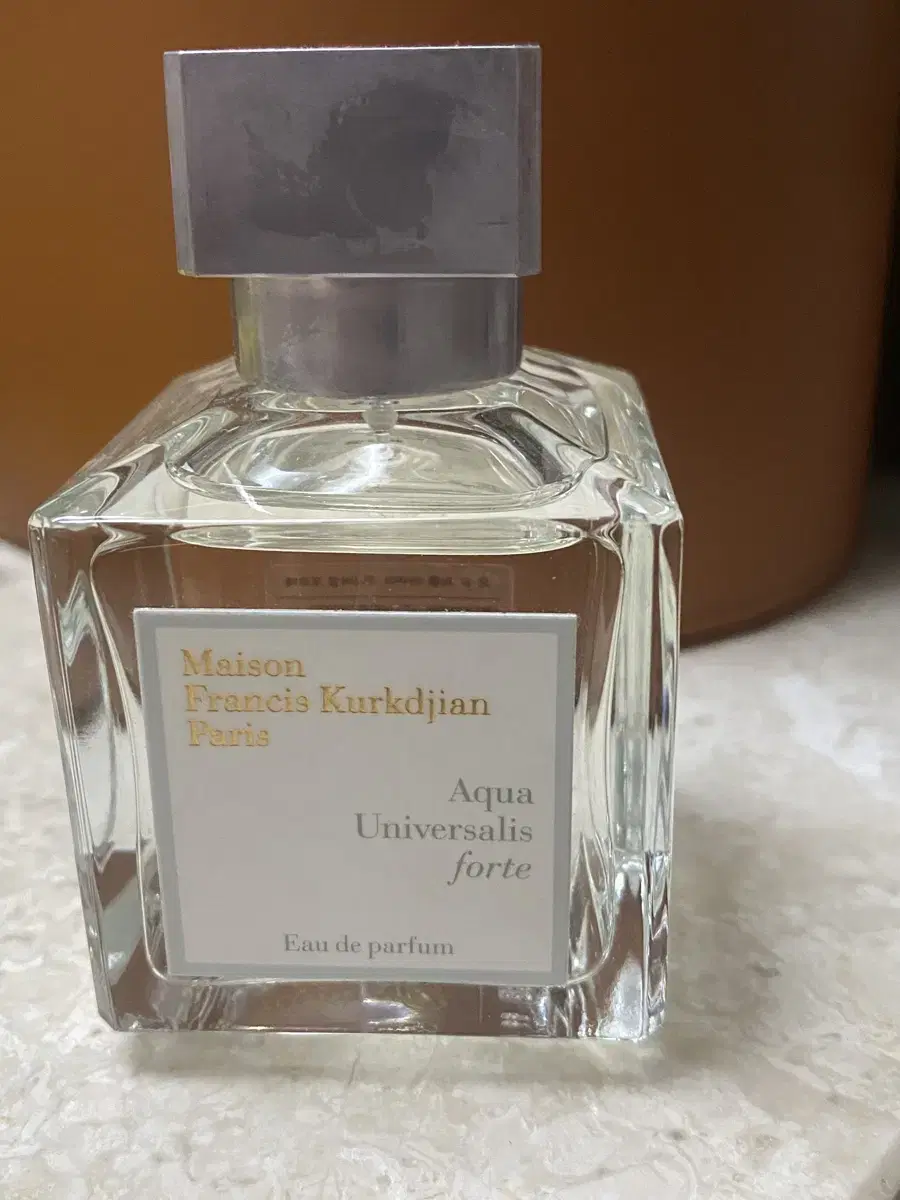 Maison
Francis Kurkdjian
Paris
Aqua
Universalis
forte
Eau de parfum